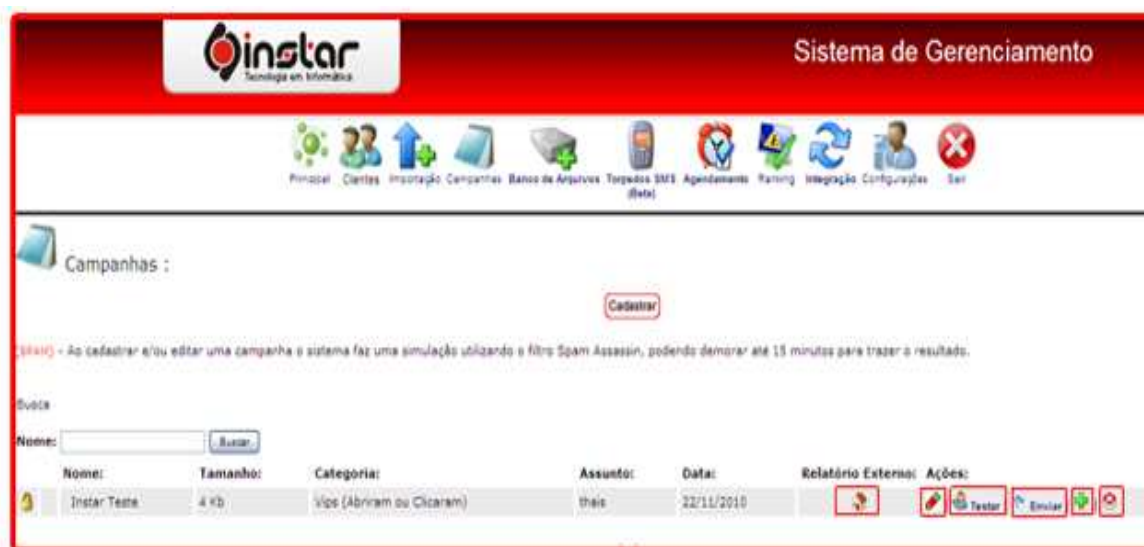 instar
Tecnologia em Informática
Sistema de Gerenciamento
Principal Clientes Importação Campanhas Banco de Arquivos Torpedos SMS (Beta) Agendamento Ranking Integração Configurações Sair
Campanhas :
Cadastrar
(SPAM) - Ao cadastrar e/ou editar uma campanha o sistema faz uma simulação utilizando o filtro Spam Assassin, podendo demorar até 15 minutos para trazer o resultado.
Busca
Nome: Buscar
Nome: Tamanho: Categoria: Assunto: Data: Relatório Externo: Ações:
Instar Teste 4 Kb Vips (Abriram ou Clicaram) thais 22/11/2010 Testar Enviar